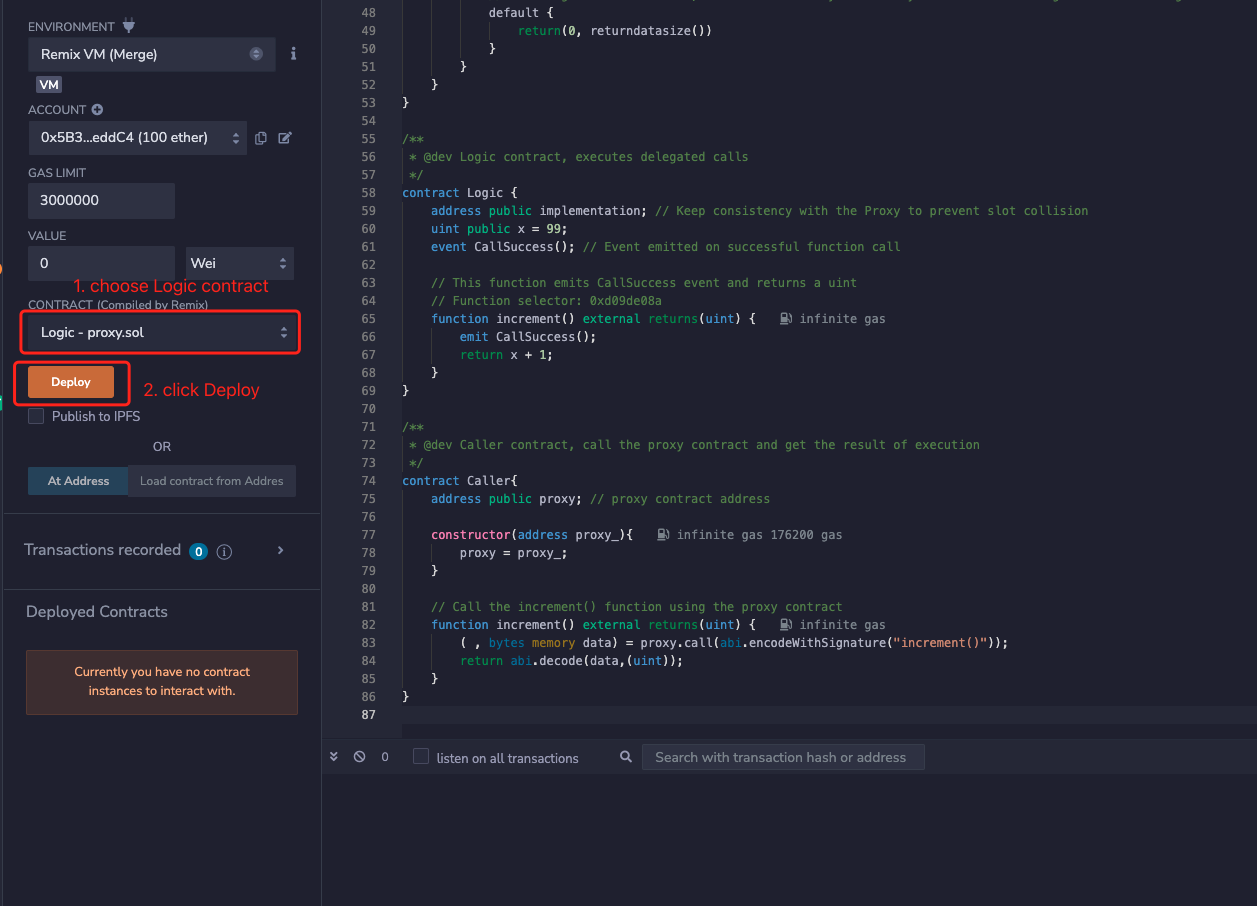 ENVIRONMENT
Remix VM (Merge)
VM
ACCOUNT
0x5B3...eddC4 (100 ether)
GAS LIMIT
3000000
VALUE
0
Wei
1. choose Logic contract
CONTRACT (Compiled by Remix)
Logic - proxy.sol
Deploy
2. click Deploy
Publish to IPFS
OR
At Address
Load contract from Addres
Transactions recorded 0
Deployed Contracts
Currently you have no contract
instances to interact with.
48 default {
49 return(0, returndatasize())
50 }
51 }
52 }
53 }
54
55 /**
56 * @dev Logic contract, executes delegated calls
57 */
58 contract Logic {
59 address public implementation; // Keep consistency with the Proxy to prevent slot collision
60 uint public x = 99;
61 event CallSuccess(); // Event emitted on successful function call
62
63 // This function emits CallSuccess event and returns a uint
64 // Function selector: 0xd09de08a
65 function increment() external returns(uint) { infinite gas
66 emit CallSuccess();
67 return x + 1;
68 }
69 }
70
71 /**
72 * @dev Caller contract, call the proxy contract and get the result of execution
73 */
74 contract Caller{
75 address public proxy; // proxy contract address
76
77 constructor(address proxy_){ infinite gas 176200 gas
78 proxy = proxy_;
79 }
80
81 // Call the increment() function using the proxy contract
82 function increment() external returns(uint) { infinite gas
83 ( , bytes memory data) = proxy.call(abi.encodeWithSignature("increment()"));
84 return abi.decode(data,(uint));
85 }
86 }
87
0
listen on all transactions
Search with transaction hash or address